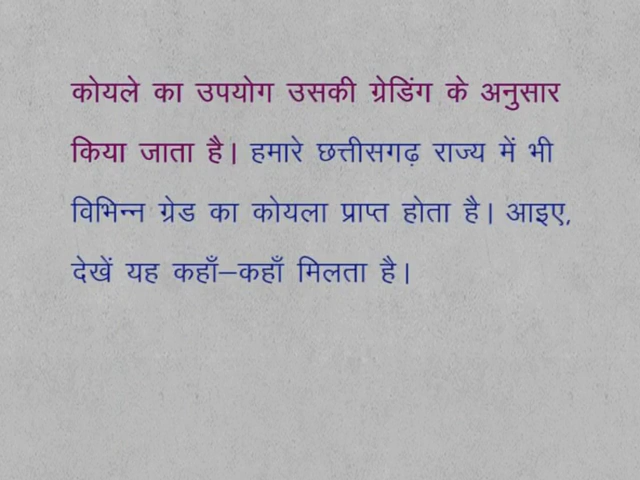 कोयले का उपयोग उसकी ग्रेडिंग के अनुसार
किया जाता है। हमारे छत्तीसगढ़ राज्य में भी
विभिन्न ग्रेड का कोयला प्राप्त होता है। आइए,
देखें यह कहाँ–कहाँ मिलता है।